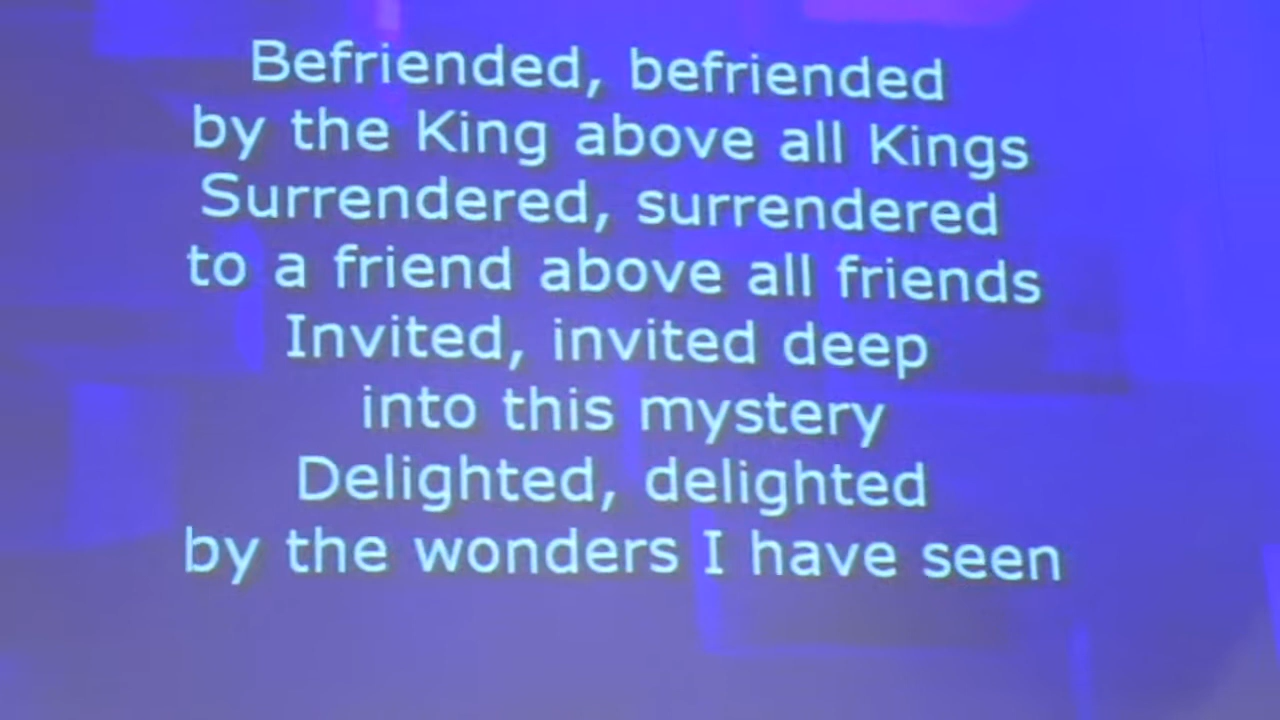 Befriended, befriended
by the King above all Kings
Surrendered, surrendered
to a friend above all friends
Invited, invited deep
into this mystery
Delighted, delighted
by the wonders I have seen